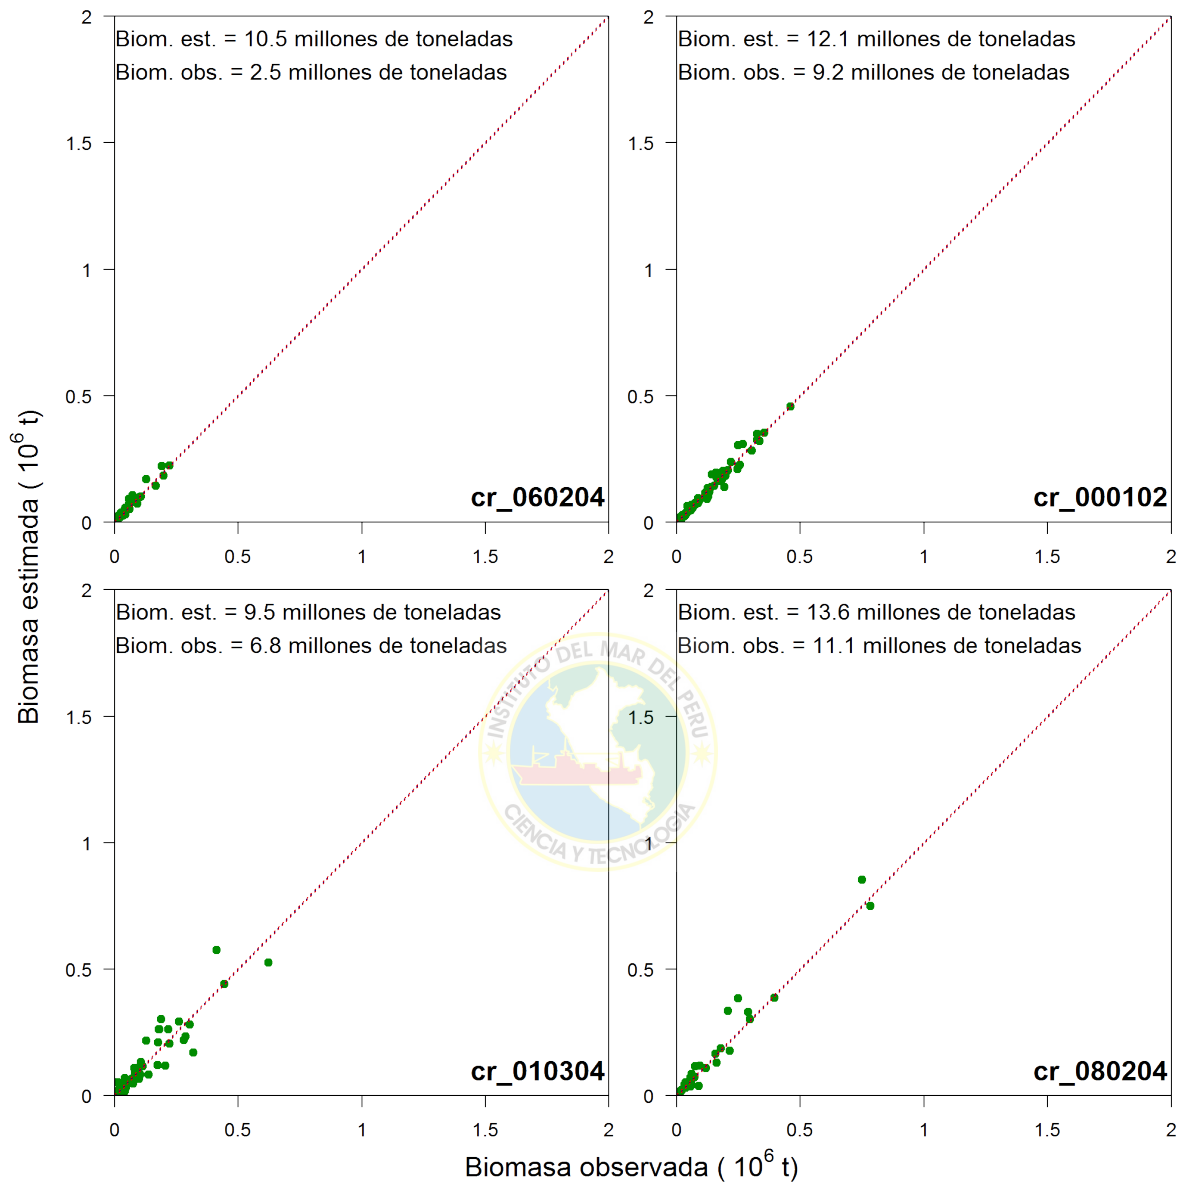 Biomasa estimada ( 10⁶ t)
2
1.5
1
0.5
0
Biom. est. = 10.5 millones de toneladas
Biom. obs. = 2.5 millones de toneladas
cr_060204
0 0.5 1 1.5 2
2
1.5
1
0.5
0
Biom. est. = 12.1 millones de toneladas
Biom. obs. = 9.2 millones de toneladas
cr_000102
0 0.5 1 1.5 2
2
1.5
1
0.5
0
Biom. est. = 9.5 millones de toneladas
Biom. obs. = 6.8 millones de toneladas
cr_010304
0 0.5 1 1.5 2
2
1.5
1
0.5
0
Biom. est. = 13.6 millones de toneladas
Biom. obs. = 11.1 millones de toneladas
cr_080204
0 0.5 1 1.5 2
INSTITUTO DEL MAR DEL PERU
CIENCIA Y TECNOLOGIA
Biomasa observada ( 10⁶ t)